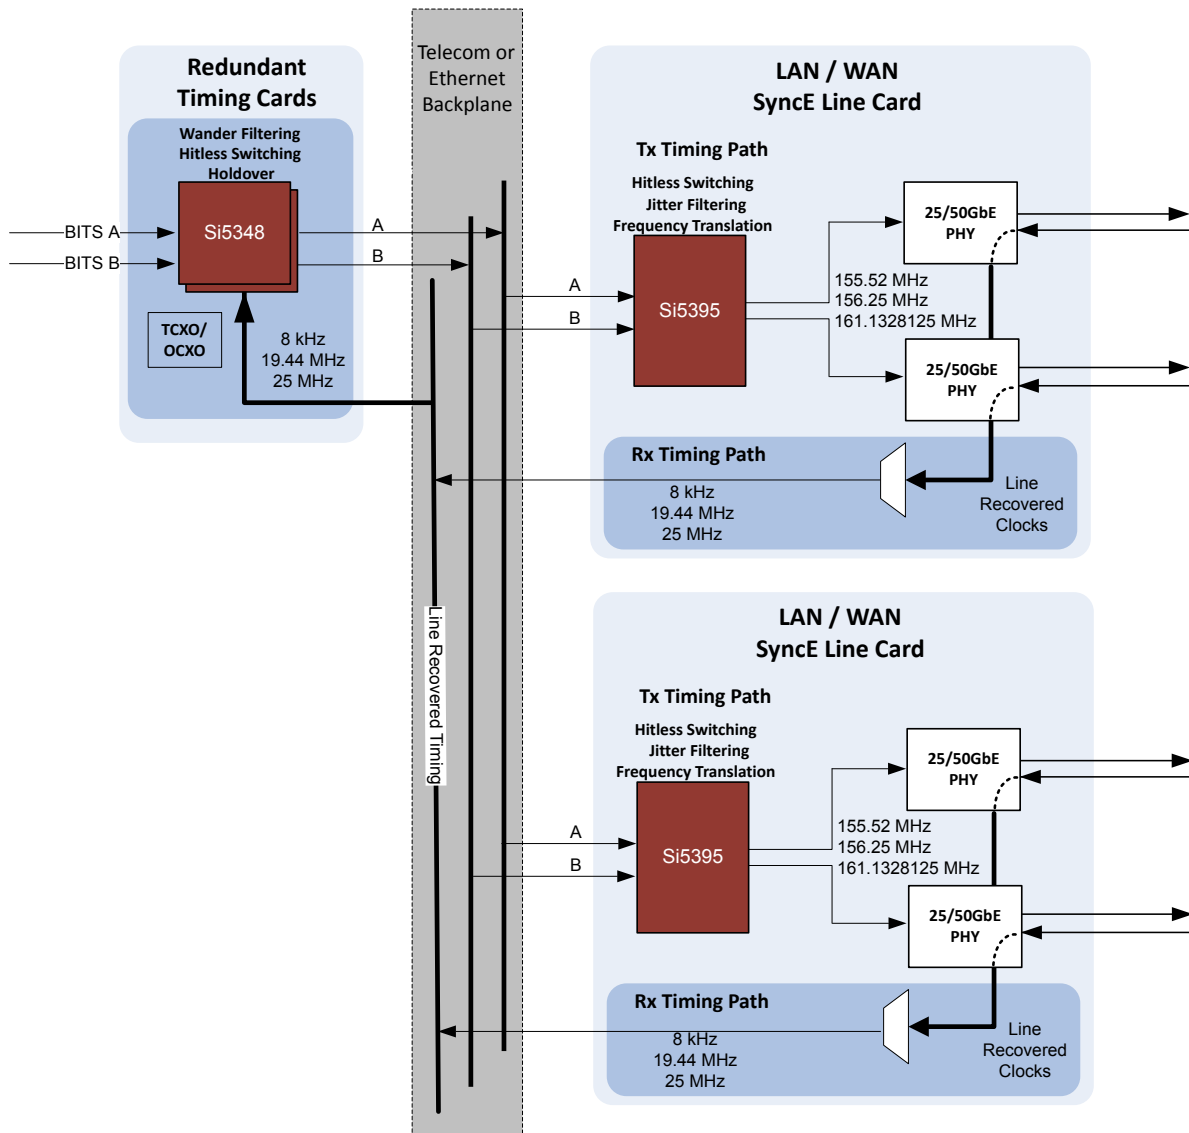 Redundant
Timing Cards
Wander Filtering
Hitless Switching
Holdover
BITS A
BITS B
Si5348
A
B
TCXO/
OCXO
8 kHz
19.44 MHz
25 MHz
Telecom or
Ethernet
Backplane
Line Recovered Timing
LAN / WAN
SyncE Line Card
Tx Timing Path
Hitless Switching
Jitter Filtering
Frequency Translation
A
B
Si5395
155.52 MHz
156.25 MHz
161.1328125 MHz
25/50GbE
PHY
25/50GbE
PHY
Rx Timing Path
8 kHz
19.44 MHz
25 MHz
Line
Recovered
Clocks
LAN / WAN
SyncE Line Card
Tx Timing Path
Hitless Switching
Jitter Filtering
Frequency Translation
A
B
Si5395
155.52 MHz
156.25 MHz
161.1328125 MHz
25/50GbE
PHY
25/50GbE
PHY
Rx Timing Path
8 kHz
19.44 MHz
25 MHz
Line
Recovered
Clocks